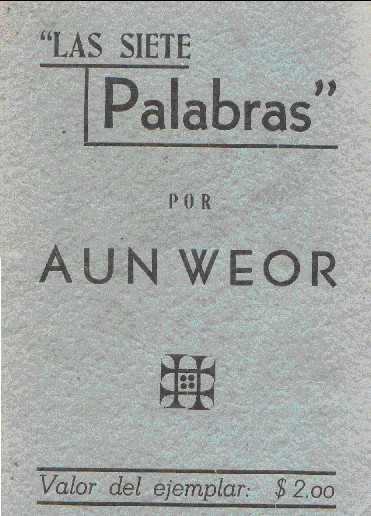 "LAS SIETE
Palabras"
POR
AUN WEOR
Valor del ejemplar: $ 2.00